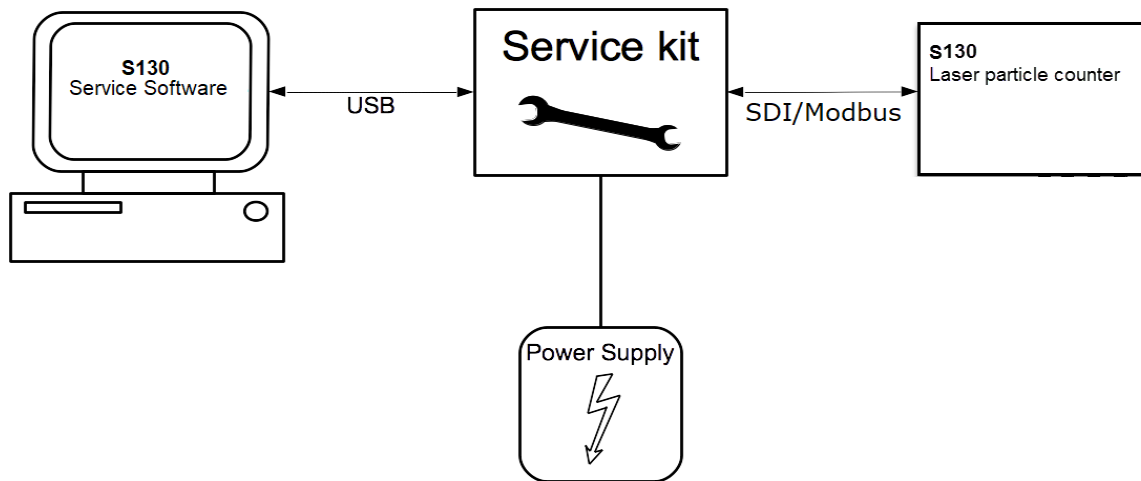 S130
Service Software
USB
Service kit
SDI/Modbus
S130
Laser particle counter
Power Supply